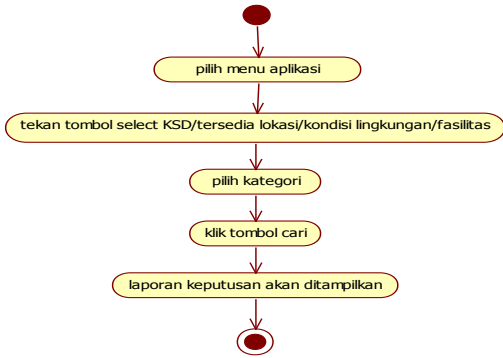 pilih menu aplikasi
tekan tombol select KSD/tersedia lokasi/kondisi lingkungan/fasilitas
pilih kategori
klik tombol cari
laporan keputusan akan ditampilkan